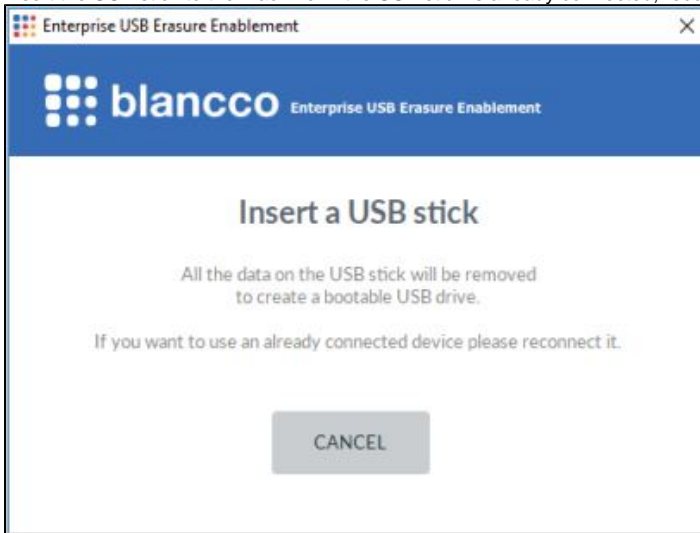 Enterprise USB Erasure Enablement
blancco Enterprise USB Erasure Enablement
Insert a USB stick
All the data on the USB stick will be removed
to create a bootable USB drive.
If you want to use an already connected device please reconnect it.
CANCEL